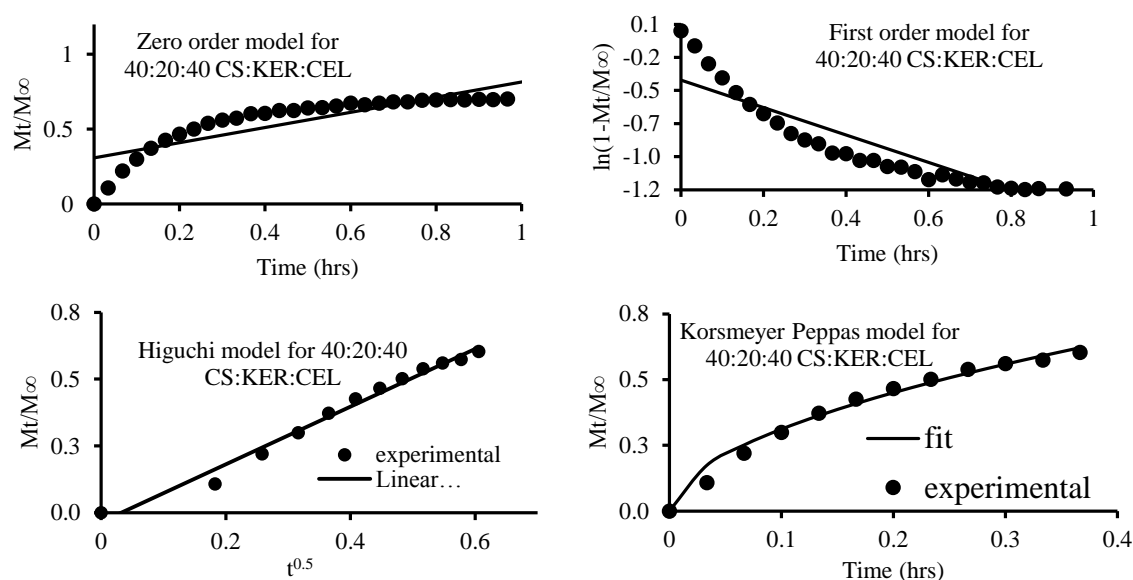 Zero order model for
40:20:40 CS:KER:CEL
Mt/M∞
1
0.5
0
0
0.2
0.4
0.6
0.8
1
Time (hrs)
First order model for
40:20:40 CS:KER:CEL
ln(1-Mt/M∞)
0.1
-0.2
-0.5
-0.7
-1.0
-1.2
0
0.2
0.4
0.6
0.8
1
Time (hrs)
Higuchi model for 40:20:40
CS:KER:CEL
Mt/M∞
0.8
0.5
0.3
0.0
experimental
Linear…
0
0.2
0.4
0.6
t^0.5
Korsmeyer Peppas model for
40:20:40 CS:KER:CEL
Mt/M∞
0.8
0.5
0.3
0.0
fit
experimental
0
0.1
0.2
0.3
0.4
Time (hrs)